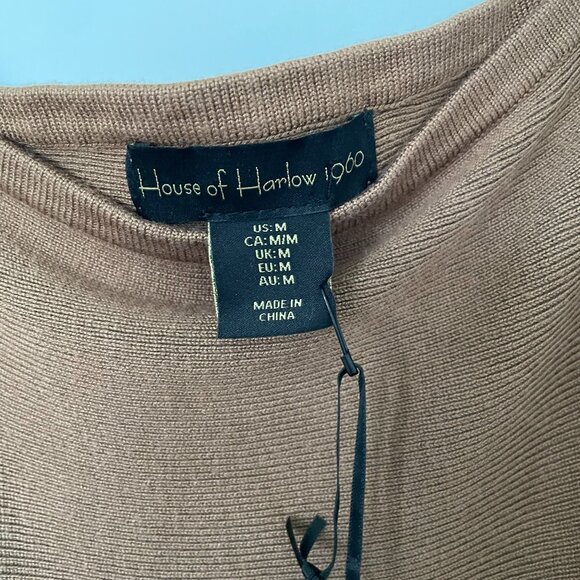 House of Harlow 1960
US: M
CA: M/M
UK: M
EU: M
AU: M
MADE IN
CHINA